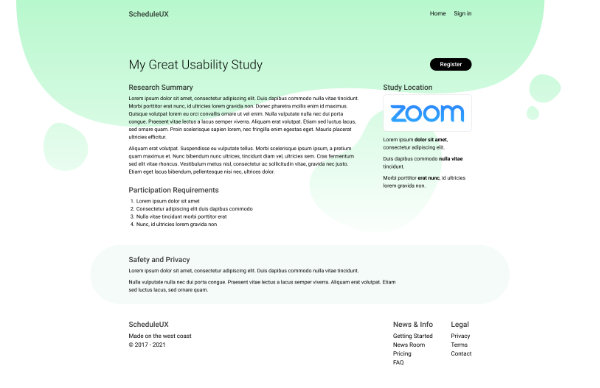 ScheduleUX
Home Sign in
My Great Usability Study
Register
Research Summary
Lorem ipsum dolor sit amet, consectetur adipiscing elit. Duis dapibus commodo nulla vitae tincidunt.
Morbi porttitor erat nunc, id ultricies lorem gravida non. Donec pharetra mollis enim id maximus.
Quisque volutpat lorem eu orci convallis ornare ut vitae erat. Nulla vulputate nulla nec dui porta
congue. Praesent vitae lectus a lacus semper viverra. Aliquam erat volutpat. Etiam sed luctus lacus,
sed ornare quam. Proin scelerisque sapien lorem, nec fringilla enim egestas eget. Mauris placerat
ultricies efficitur.
Aliquam erat volutpat. Suspendisse eu vulputate tellus. Morbi scelerisque ipsum ipsum, a pretium
quam maximus et. Nunc bibendum nunc ultricies, tincidunt diam vel, ultricies sem. Cras fermentum
sed elit vitae rhoncus. Vestibulum metus nisl, consectetur ac sollicitudin vitae, gravida nec justo.
Etiam eget lacus bibendum, pellentesque nisi nec, ultrices dolor.
Participation Requirements
1. Lorem ipsum dolor sit amet
2. Consectetur adipiscing elit duis dapibus commodo
3. Nulla vitae tincidunt morbi porttitor erat
4. Nunc, id ultricies lorem gravida non
Study Location
zoom
Lorem ipsum dolor sit amet,
consectetur adipiscing elit.
Duis dapibus commodo nulla vitae
tincidunt.
Morbi porttitor erat nunc, id ultricies
lorem gravida non.
Safety and Privacy
Lorem ipsum dolor sit amet, consectetur adipiscing elit. Duis dapibus commodo nulla vitae tincidunt.
Nulla vulputate nulla nec dui porta congue. Praesent vitae lectus a lacus semper viverra. Aliquam erat volutpat. Etiam
sed luctus lacus, sed ornare quam.
ScheduleUX
Made on the west coast
© 2017 - 2021
News & Info
Getting Started
News Room
Pricing
FAQ
Legal
Privacy
Terms
Contact